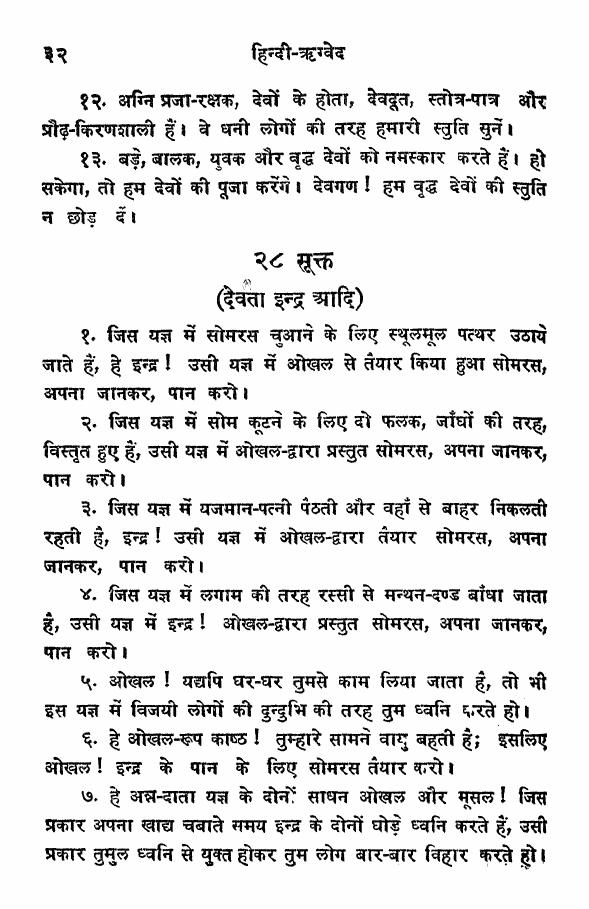 ३२
हिन्दी-ऋग्वेद
१२. अग्नि प्रजा-रक्षक, देवों के होता, देवदूत, स्तोत्र-पात्र और
प्रौढ़-किरणशाली हैं। वे धनी लोगों की तरह हमारी स्तुति सुनें।
१३. बड़े, बालक, युवक और वृद्ध देवों को नमस्कार करते हैं। हो
सकेगा, तो हम देवों की पूजा करेंगे। देवगण! हम वृद्ध देवों की स्तुति
न छोड़ दें।
२८ सूक्त
(देवता इन्द्र आदि)
१. जिस यज्ञ में सोमरस चुआने के लिए स्थूलमूल पत्थर उठाये
जाते हैं, हे इन्द्र! उसी यज्ञ में ओखल से तैयार किया हुआ सोमरस,
अपना जानकर, पान करो।
२. जिस यज्ञ में सोम कूटने के लिए दो फलक, जाँघों की तरह,
विस्तृत हुए हैं, उसी यज्ञ में ओखल-द्वारा प्रस्तुत सोमरस, अपना जानकर,
पान करो।
३. जिस यज्ञ में यजमान-पत्नी पैठती और वहाँ से बाहर निकलती
रहती है, इन्द्र! उसी यज्ञ में ओखल-द्वारा तैयार सोमरस, अपना
जानकर, पान करो।
४. जिस यज्ञ में लगाम की तरह रस्सी से मन्थन-दण्ड बाँधा जाता
है, उसी यज्ञ में इन्द्र! ओखल-द्वारा प्रस्तुत सोमरस, अपना जानकर,
पान करो।
५. ओखल! यद्यपि घर-घर तुमसे काम लिया जाता है, तो भी
इस यज्ञ में विजयी लोगों की दुन्दुभि की तरह तुम ध्वनि करते हो।
६. हे ओखल-रूप काष्ठ! तुम्हारे सामने वायु बहती है; इसलिए
ओखल! इन्द्र के पान के लिए सोमरस तैयार करो।
७. हे अन्न-दाता यज्ञ के दोनों साधन ओखल और मूसल! जिस
प्रकार अपना खाद्य चबाते समय इन्द्र के दोनों घोड़े ध्वनि करते हैं, उसी
प्रकार तुमुल ध्वनि से युक्त होकर तुम लोग बार-बार विहार करते हो।